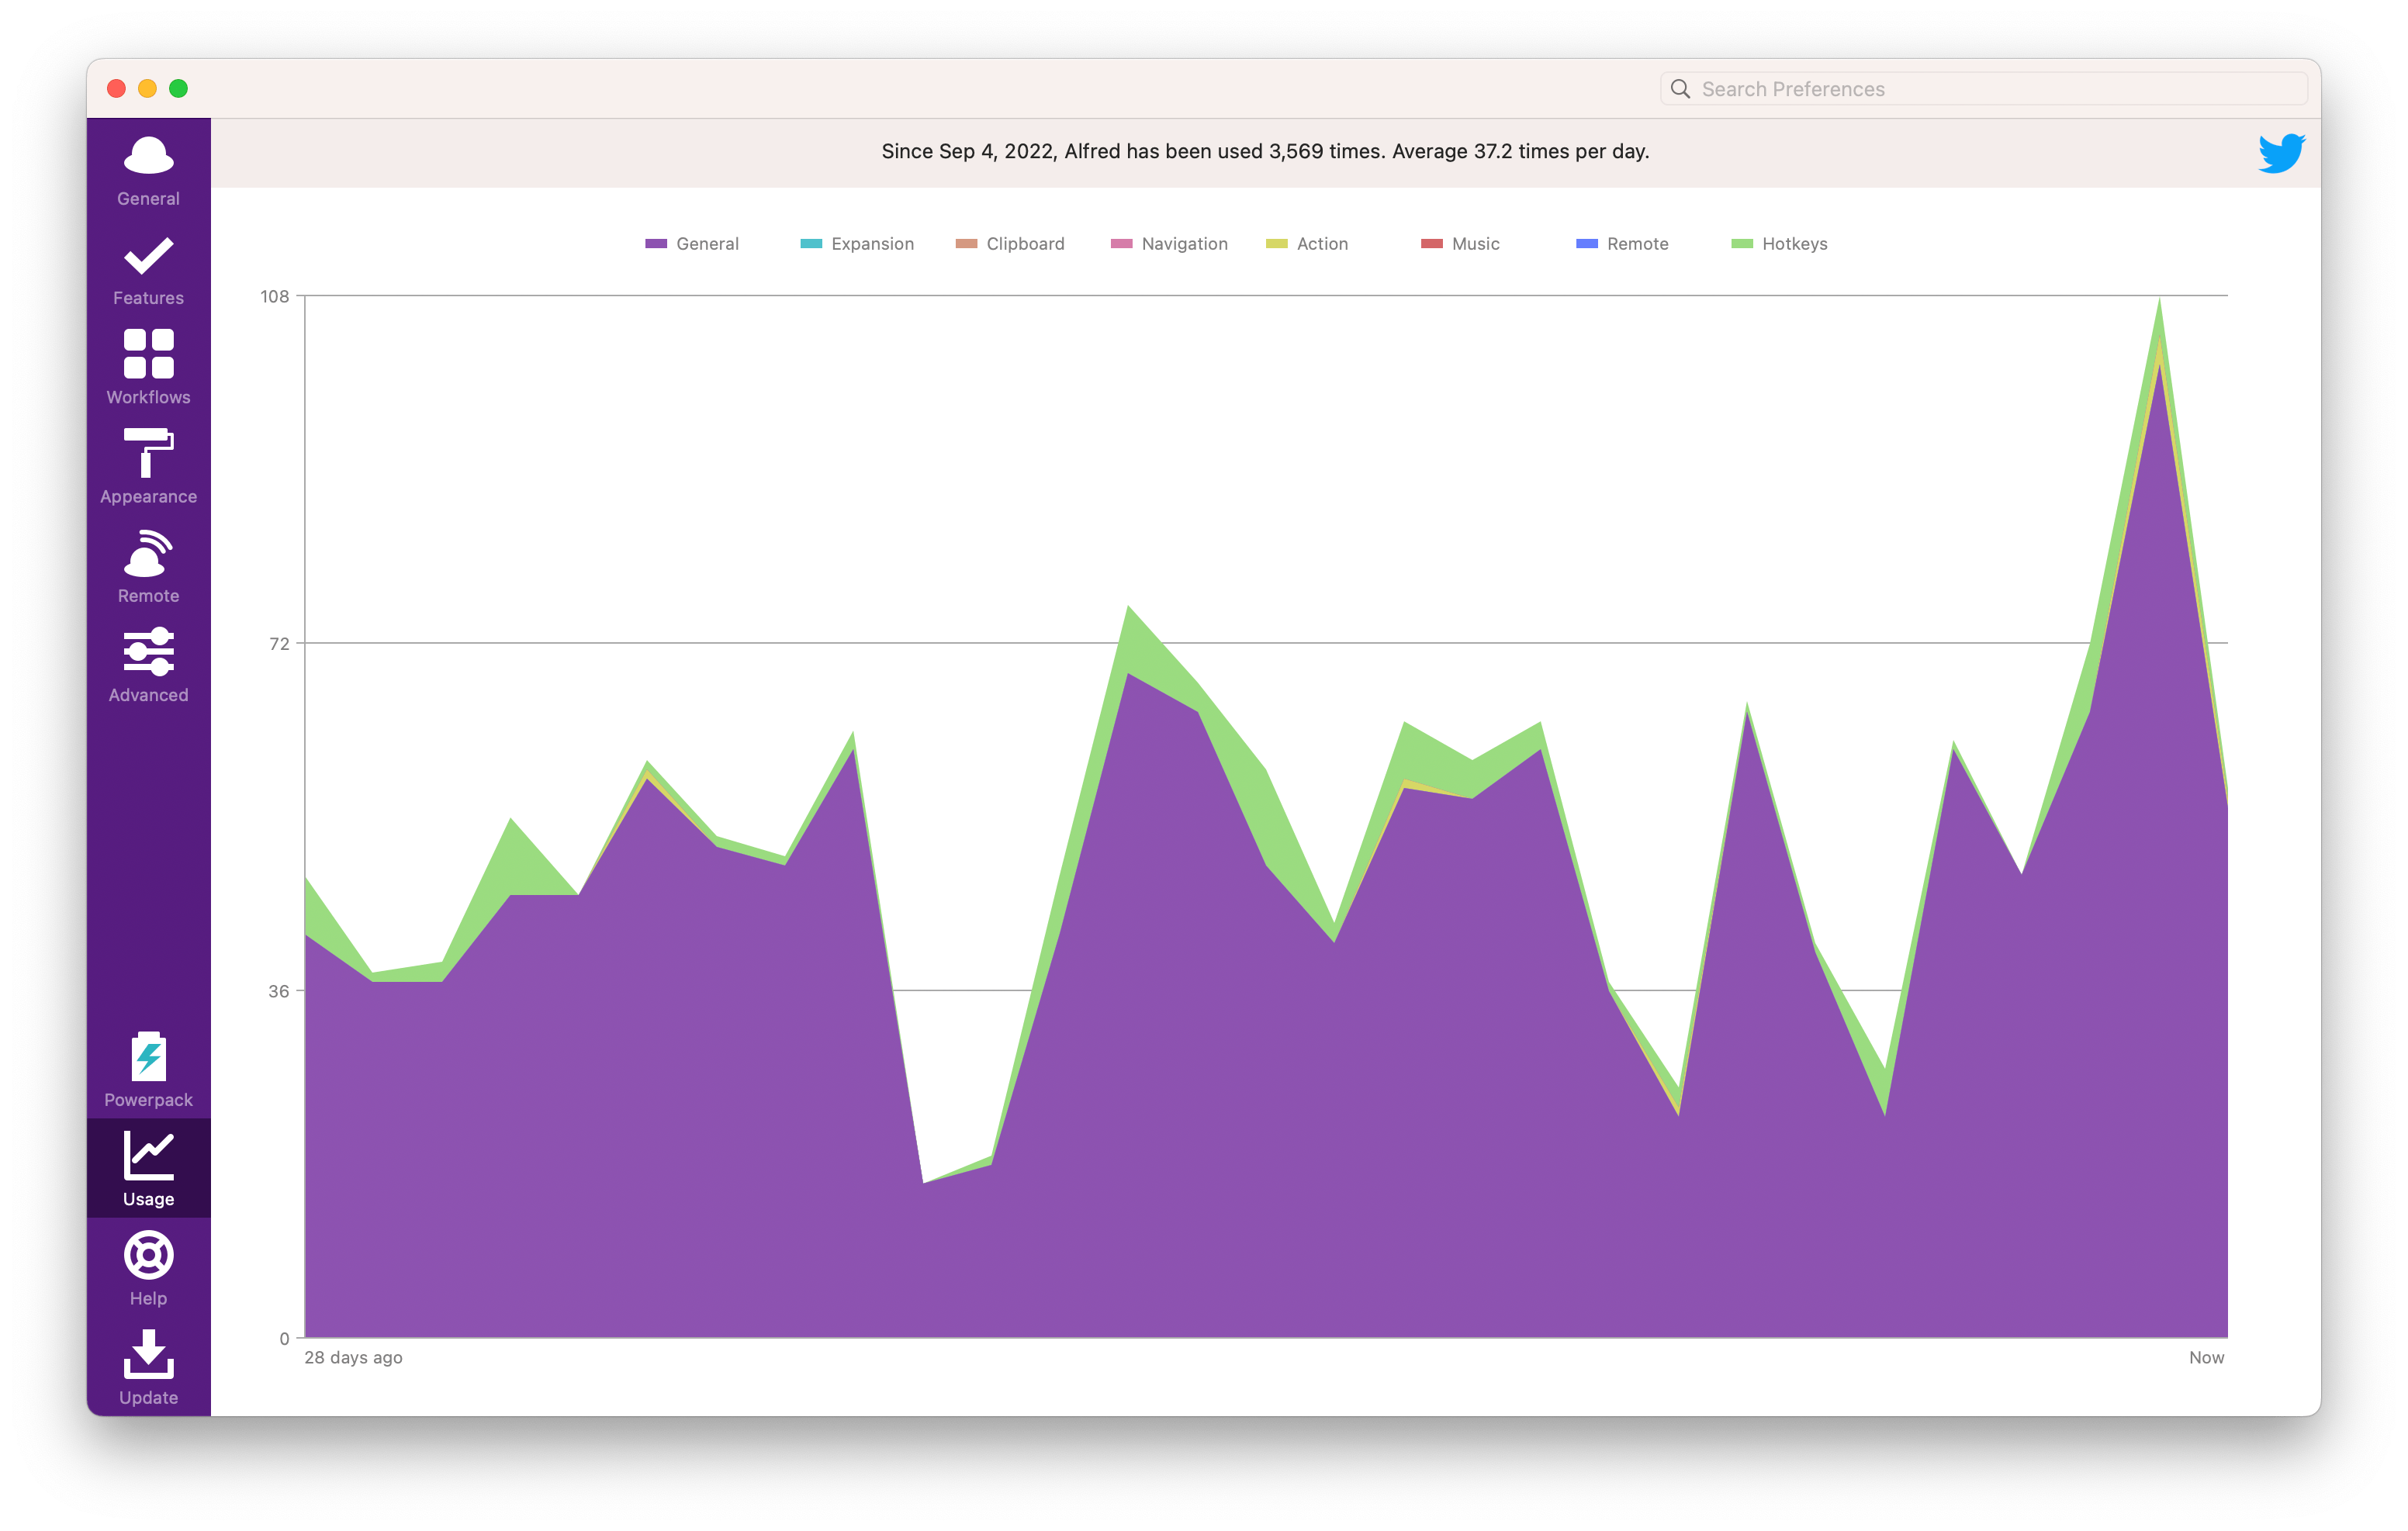 Search Preferences
Since Sep 4, 2022, Alfred has been used 3,569 times. Average 37.2 times per day.
General
Features
Workflows
Appearance
Remote
Advanced
Powerpack
Usage
Help
Update
General Expansion Clipboard Navigation Action Music Remote Hotkeys
108
72
36
0
28 days ago Now